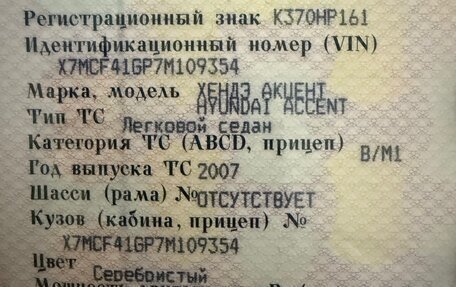 Регистрационный знак К370НР161
Идентификационный номер (VIN)
X7MCF41GP7M109354
Марка, модель ХЕНДЭ АКЦЕНТ
HYUNDAI ACCENT
Тип ТС Легковой седан
Категория ТС (ABCD, прицеп) B/M1
Год выпуска ТС 2007
Шасси (рама) № ОТСУТСТВУЕТ
Кузов (кабина, прицеп) №
X7MCF41GP7M109354
Цвет Серебристый
Мощность